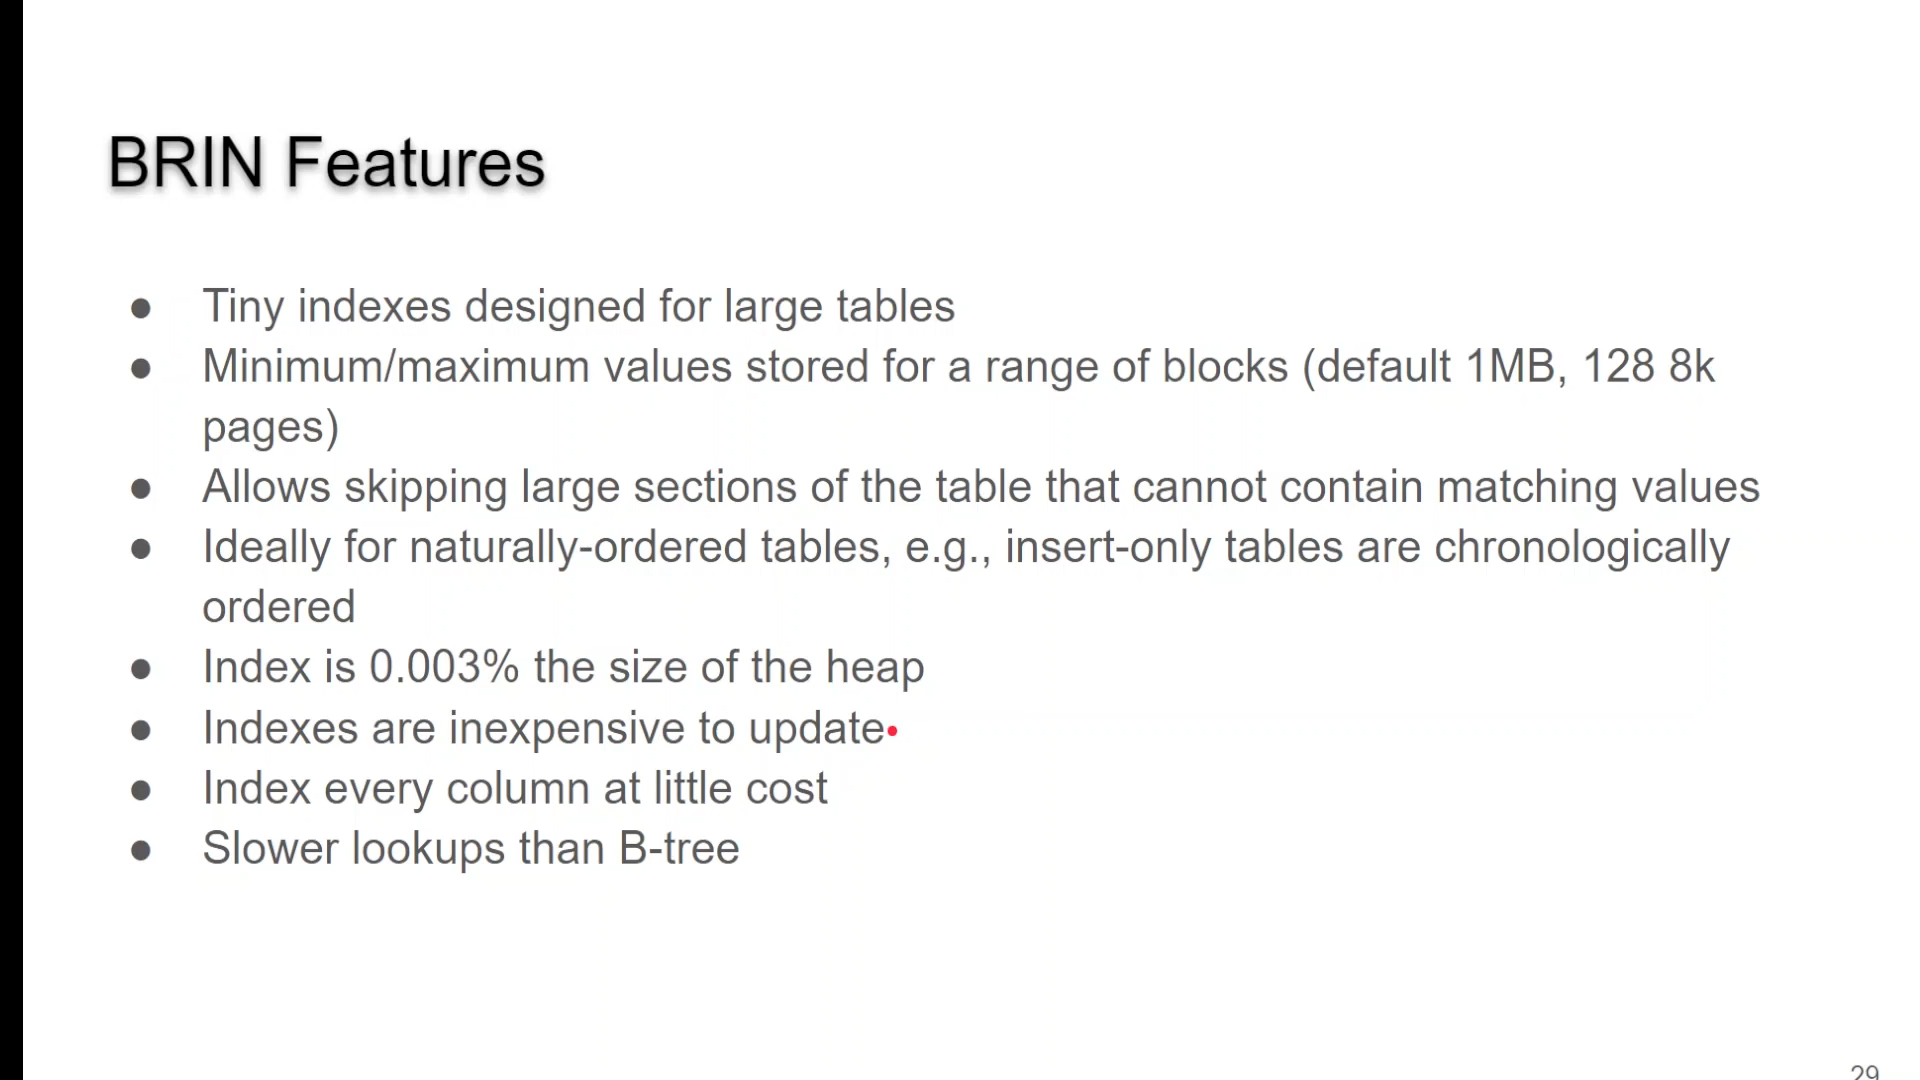 BRIN Features
● Tiny indexes designed for large tables
● Minimum/maximum values stored for a range of blocks (default 1MB, 128 8k
pages)
● Allows skipping large sections of the table that cannot contain matching values
● Ideally for naturally-ordered tables, e.g., insert-only tables are chronologically
ordered
● Index is 0.003% the size of the heap
● Indexes are inexpensive to update
● Index every column at little cost
● Slower lookups than B-tree
29